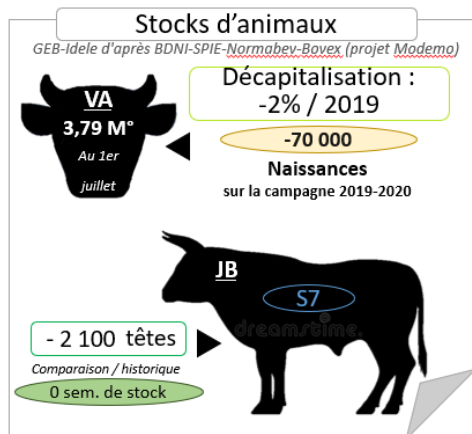 Stocks d’animaux
GEB-Idele d'après BDNI-SPIE-Normabev-Bovex (projet Modemo)
VA
3,79 M°
Au 1er
juillet
Décapitalisation :
-2% / 2019
-70 000
Naissances
sur la campagne 2019-2020
JB
S7
dreamstime.
- 2 100 têtes
Comparaison / historique
0 sem. de stock